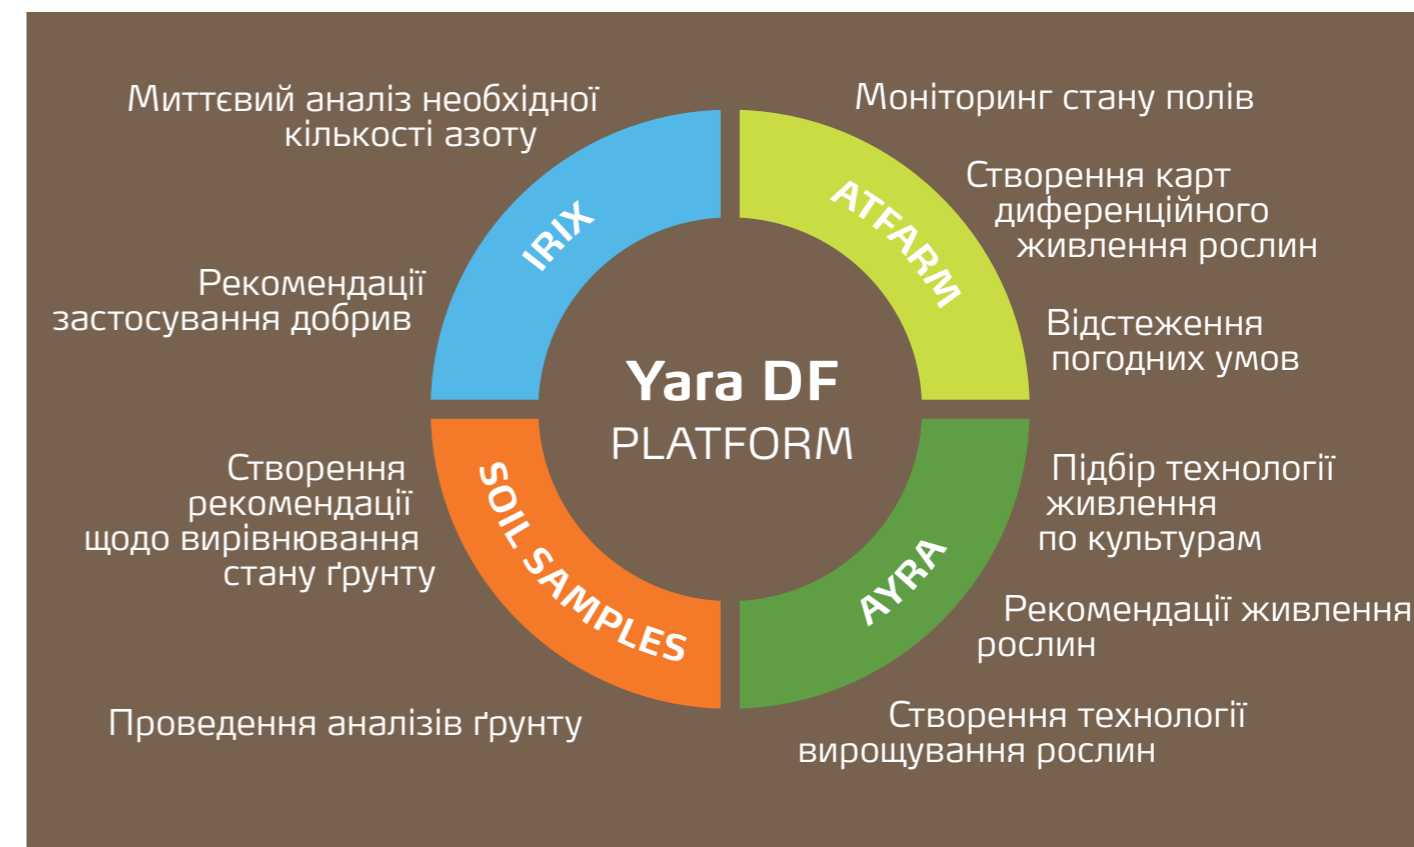 Миттєвий аналіз необхідної
кількості азоту
Рекомендації
застосування добрив
IRIX
Моніторинг стану полів
Створення карт
диференційного
живлення рослин
Відстеження
погодних умов
ATFARM
Yara DF
PLATFORM
Створення
рекомендації
щодо вирівнювання
стану ґрунту
Проведення аналізів ґрунту
SOIL SAMPLES
Підбір технології
живлення
по культурам
Рекомендації живлення
рослин
Створення технології
вирощування рослин
AYRA